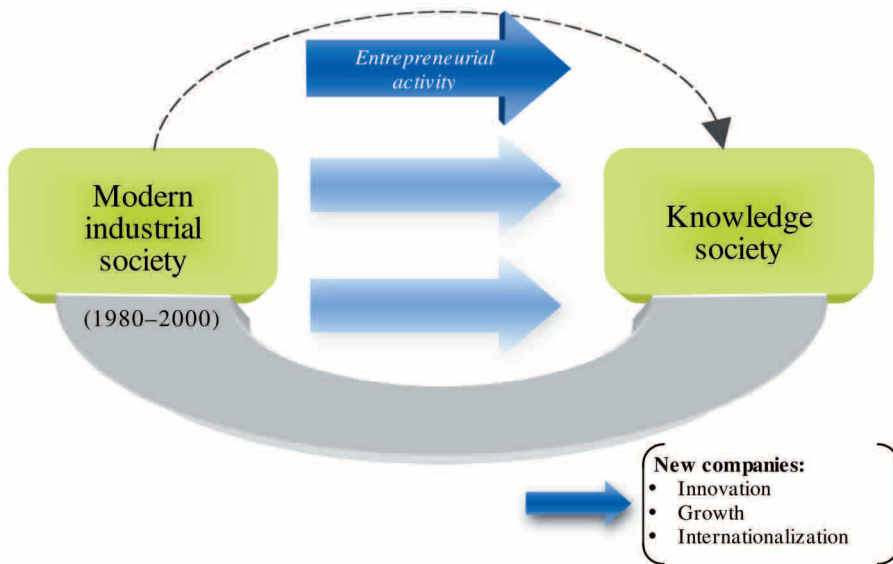 Entrepreneurial
activity
Modern
industrial
society
(1980–2000)
Knowledge
society
New companies:
• Innovation
• Growth
• Internationalization